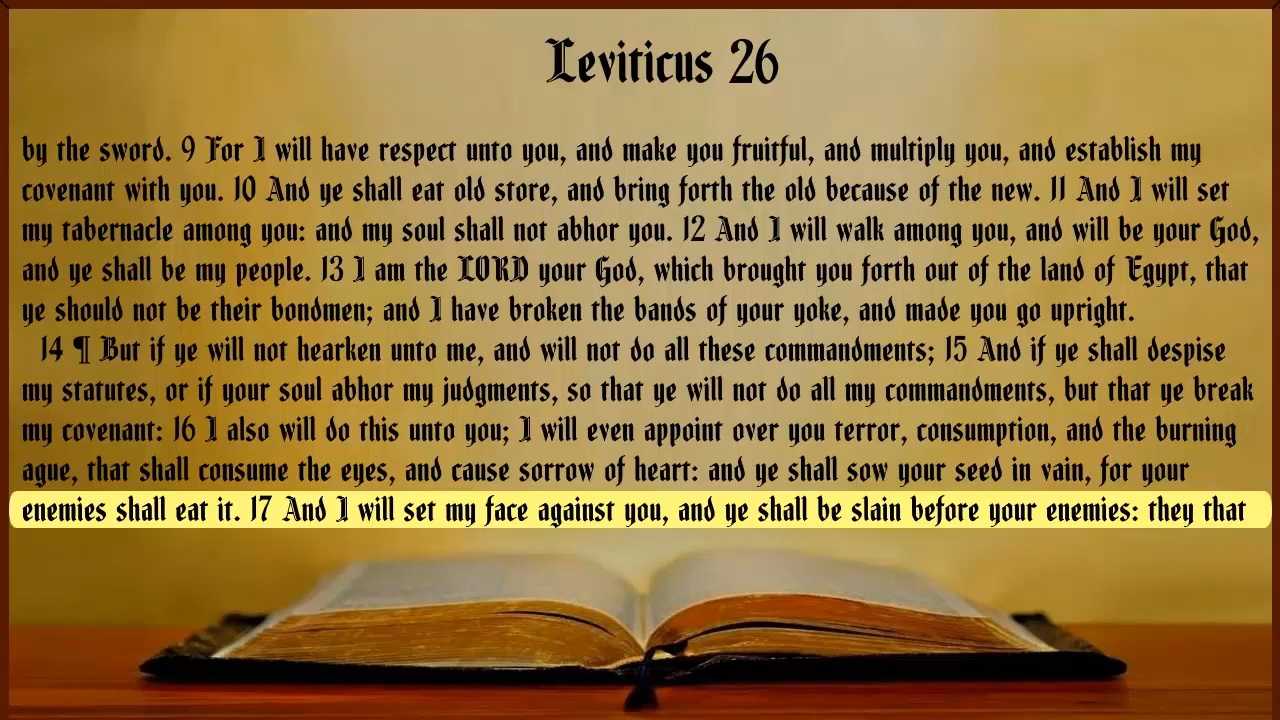 Leviticus 26
by the sword. 9 For I will have respect unto you, and make you fruitful, and multiply you, and establish my
covenant with you. 10 And ye shall eat old store, and bring forth the old because of the new. 11 And I will set
my tabernacle among you: and my soul shall not abhor you. 12 And I will walk among you, and will be your God,
and ye shall be my people. 13 I am the LORD your God, which brought you forth out of the land of Egypt, that
ye should not be their bondmen; and I have broken the bands of your yoke, and made you go upright.
14 ¶ But if ye will not hearken unto me, and will not do all these commandments; 15 And if ye shall despise
my statutes, or if your soul abhor my judgments, so that ye will not do all my commandments, but that ye break
my covenant: 16 I also will do this unto you; I will even appoint over you terror, consumption, and the burning
ague, that shall consume the eyes, and cause sorrow of heart: and ye shall sow your seed in vain, for your
enemies shall eat it. 17 And I will set my face against you, and ye shall be slain before your enemies: they that